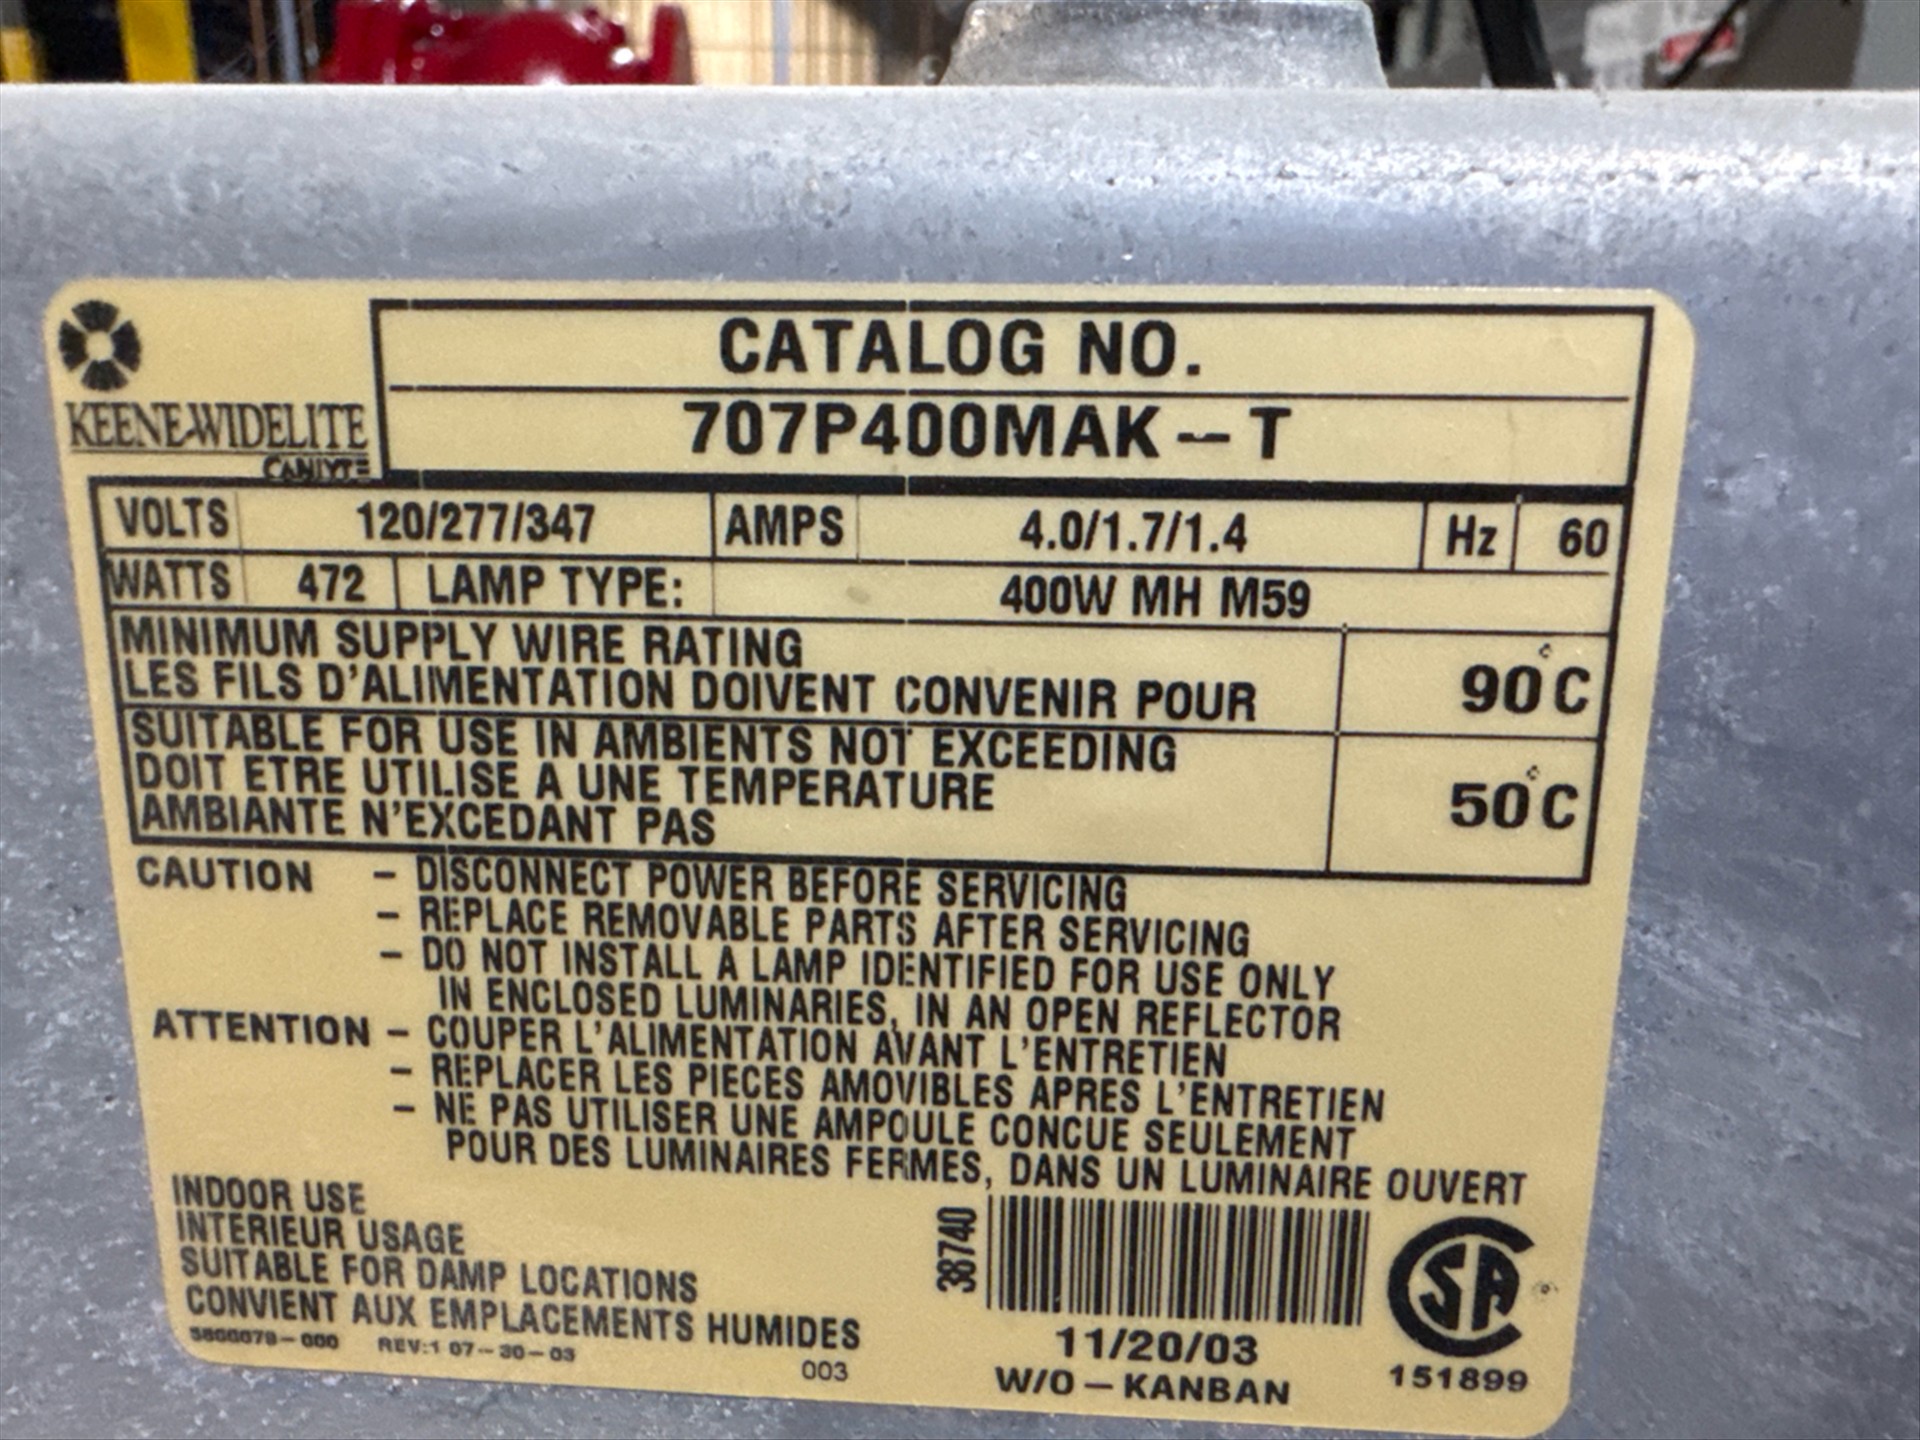 CATALOG NO.
KEENE-WIDELITE
CANLYTE
707P400MAK -- T
VOLTS 120/277/347 AMPS 4.0/1.7/1.4 Hz 60
WATTS 472 LAMP TYPE: 400W MH M59
MINIMUM SUPPLY WIRE RATING
LES FILS D'ALIMENTATION DOIVENT CONVENIR POUR
90°C
SUITABLE FOR USE IN AMBIENTS NOT EXCEEDING
DOIT ETRE UTILISE A UNE TEMPERATURE
AMBIANTE N'EXCEDANT PAS
50°C
CAUTION - DISCONNECT POWER BEFORE SERVICING
- REPLACE REMOVABLE PARTS AFTER SERVICING
- DO NOT INSTALL A LAMP IDENTIFIED FOR USE ONLY
IN ENCLOSED LUMINARIES, IN AN OPEN REFLECTOR
ATTENTION - COUPER L'ALIMENTATION AVANT L'ENTRETIEN
- REPLACER LES PIECES AMOVIBLES APRES L'ENTRETIEN
- NE PAS UTILISER UNE AMPOULE CONCUE SEULEMENT
POUR DES LUMINAIRES FERMES, DANS UN LUMINAIRE OUVERT
INDOOR USE
INTERIEUR USAGE
SUITABLE FOR DAMP LOCATIONS
CONVIENT AUX EMPLACEMENTS HUMIDES
REV:1 07-30-03
003
38740
11/20/03
W/O - KANBAN
SA
151899